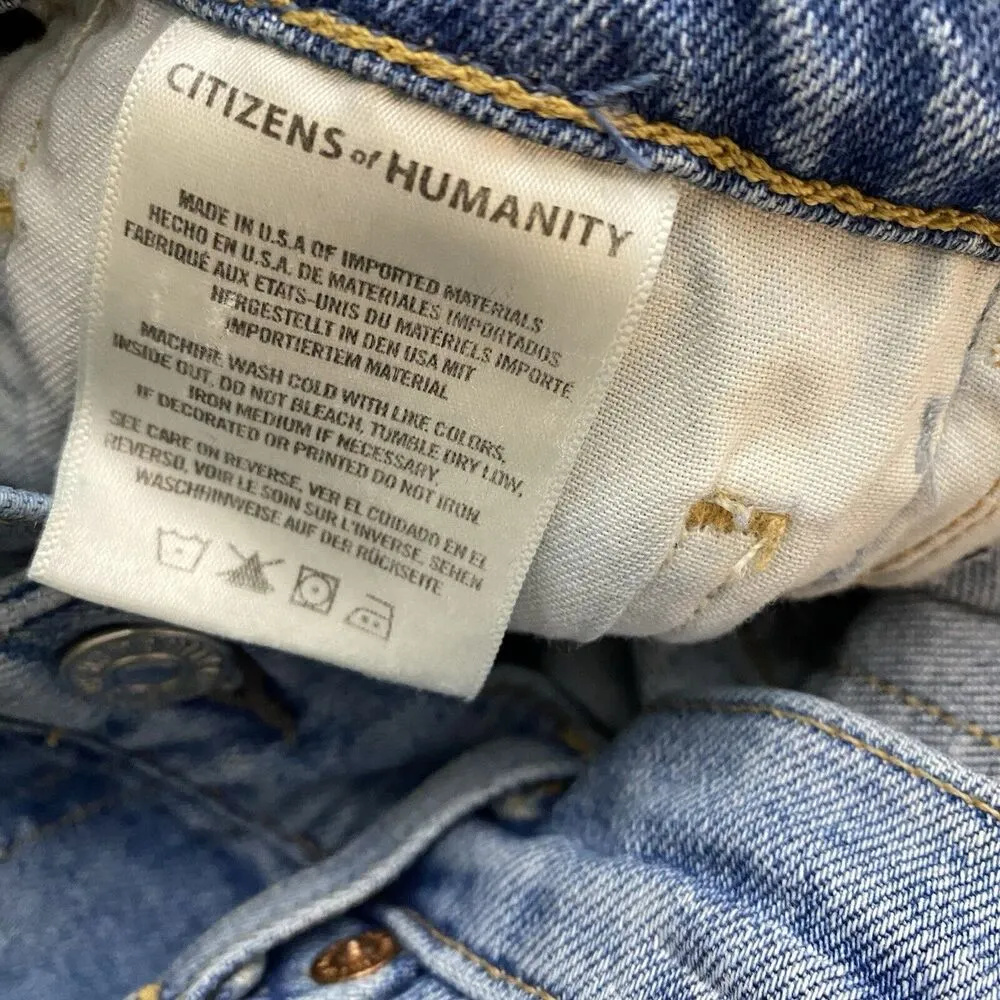 CITIZENS of HUMANITY
MADE IN U.S.A OF IMPORTED MATERIALS
HECHO EN U.S.A. DE MATERIALES IMPORTADOS
FABRIQUÉ AUX ETATS-UNIS DU MATÉRIELS IMPORTÉ
HERGESTELLT IN DEN USA MIT
IMPORTIERTEM MATERIAL
MACHINE WASH COLD WITH LIKE COLORS,
INSIDE OUT. DO NOT BLEACH, TUMBLE DRY LOW,
IRON MEDIUM IF NECESSARY.
IF DECORATED OR PRINTED DO NOT IRON.
SEE CARE ON REVERSE, VER EL CUIDADO EN EL
REVERSO, VOIR LE SOIN SUR L'INVERSE, SEHEN
WASCHHINWEISE AUF DER RÜCKSEITE